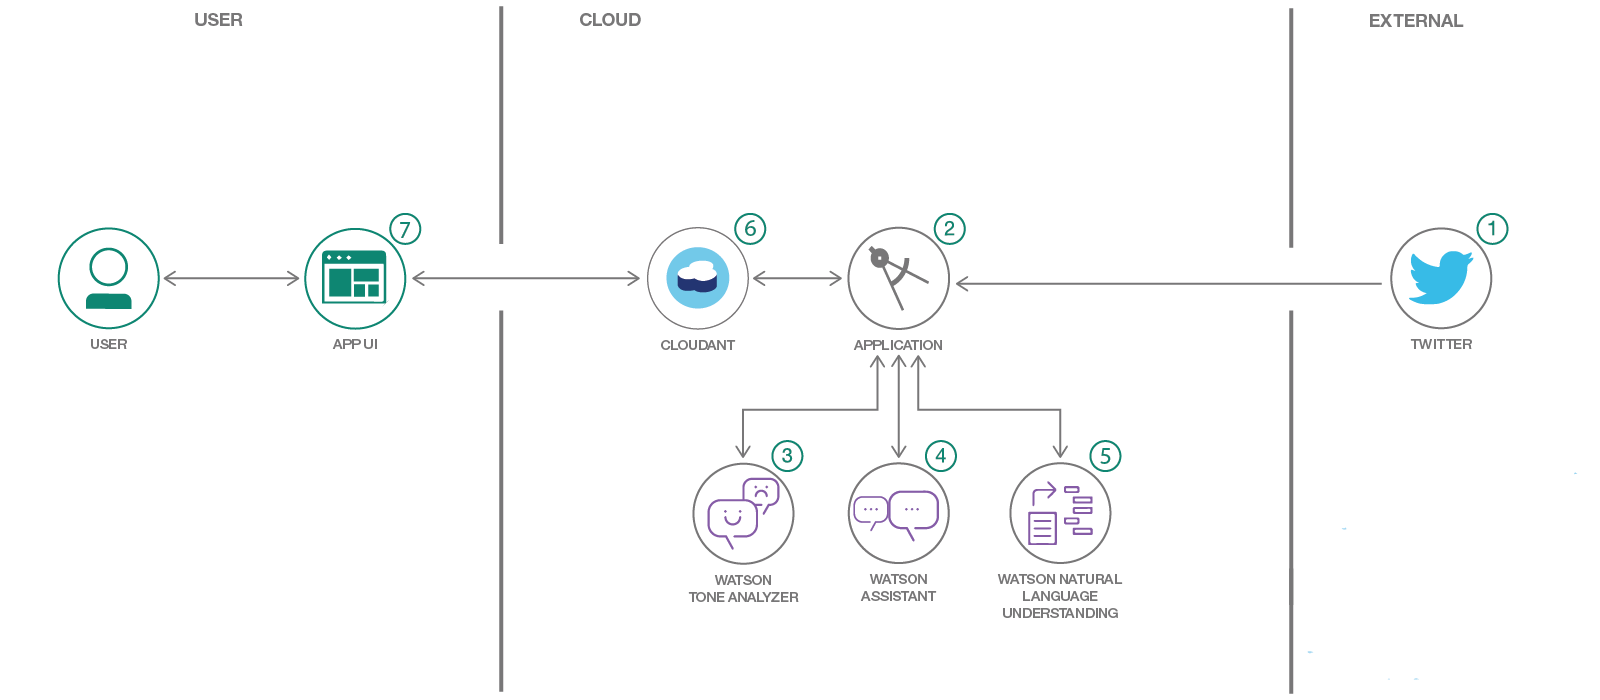 USER
CLOUD
EXTERNAL
7
6
2
1
USER
APP UI
CLOUDANT
APPLICATION
TWITTER
3
4
5
WATSON
TONE ANALYZER
WATSON
ASSISTANT
WATSON NATURAL
LANGUAGE
UNDERSTANDING